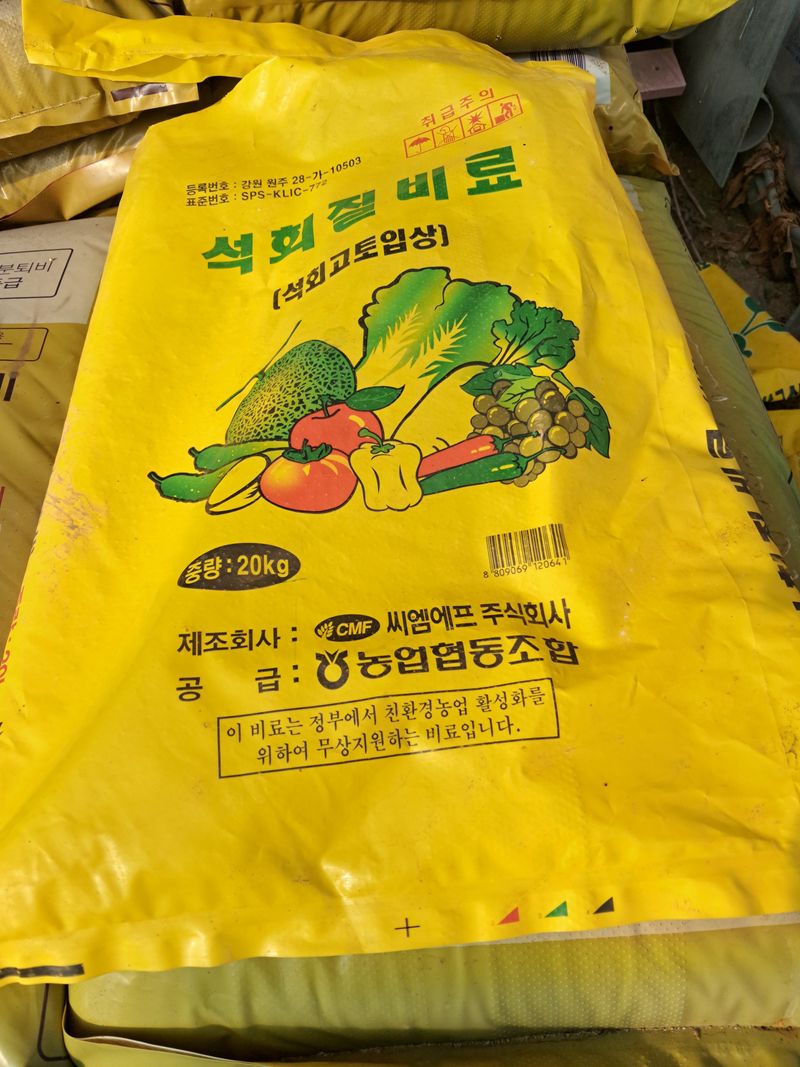 취급주의
등록번호 : 강원 원주 28-가-10503
표준번호 : SPS-KLIC-772
석회질비료
(석회고토입상)
중량 : 20kg
8 809069 120641
제조회사 : CMF 씨엠에프 주식회사
공 급 : 농업협동조합
이 비료는 정부에서 친환경농업 활성화를
위하여 무상지원하는 비료입니다.
분퇴비